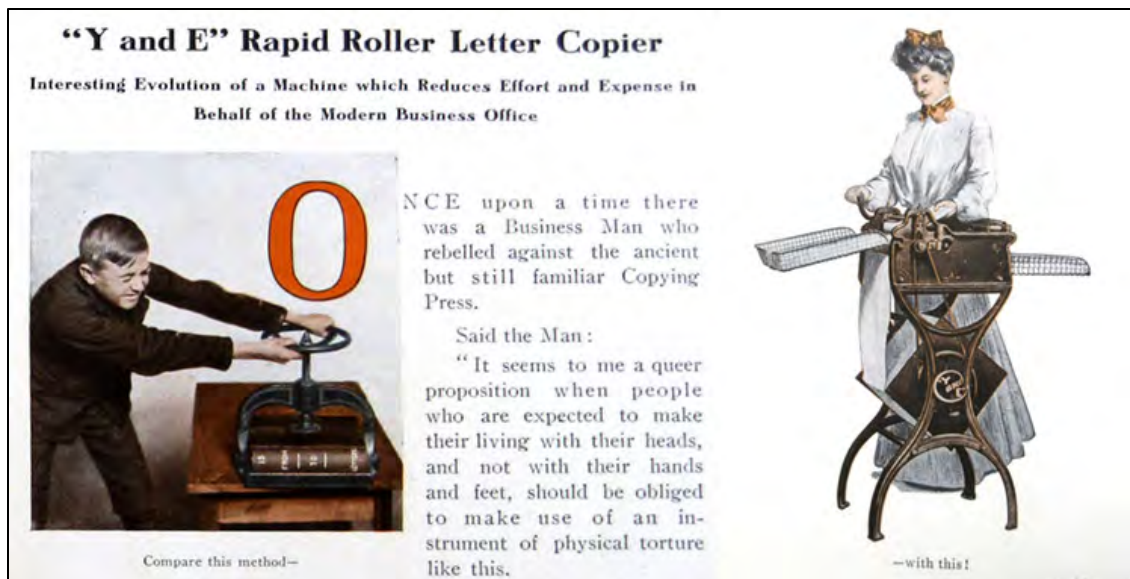 “Y and E” Rapid Roller Letter Copier
Interesting Evolution of a Machine which Reduces Effort and Expense in
Behalf of the Modern Business Office
ONCE upon a time there
was a Business Man who
rebelled against the ancient
but still familiar Copying
Press.
Said the Man:
“It seems to me a queer
proposition when people
who are expected to make
their living with their heads,
and not with their hands
and feet, should be obliged
to make use of an in-
strument of physical torture
like this.
Compare this method—
—with this!